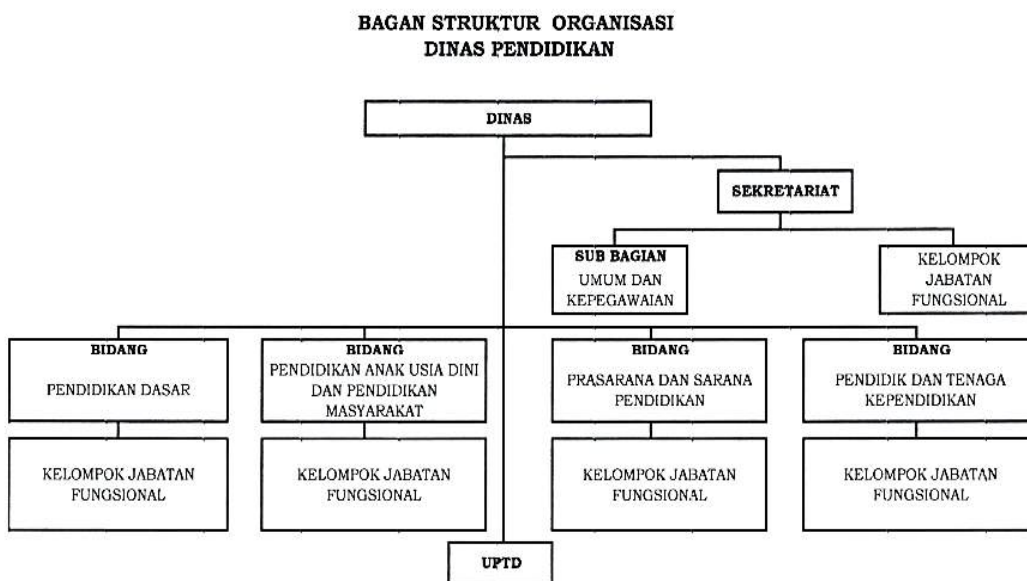 BAGAN STRUKTUR ORGANISASI
DINAS PENDIDIKAN
DINAS
SEKRETARIAT
SUB BAGIAN
UMUM DAN
KEPEGAWAIAN
KELOMPOK
JABATAN
FUNGSIONAL
BIDANG
PENDIDIKAN DASAR
BIDANG
PENDIDIKAN ANAK USIA DINI
DAN PENDIDIKAN
MASYARAKAT
BIDANG
PRASARANA DAN SARANA
PENDIDIKAN
BIDANG
PENDIDIK DAN TENAGA
KEPENDIDIKAN
KELOMPOK JABATAN
FUNGSIONAL
KELOMPOK JABATAN
FUNGSIONAL
KELOMPOK JABATAN
FUNGSIONAL
KELOMPOK JABATAN
FUNGSIONAL
UPTD